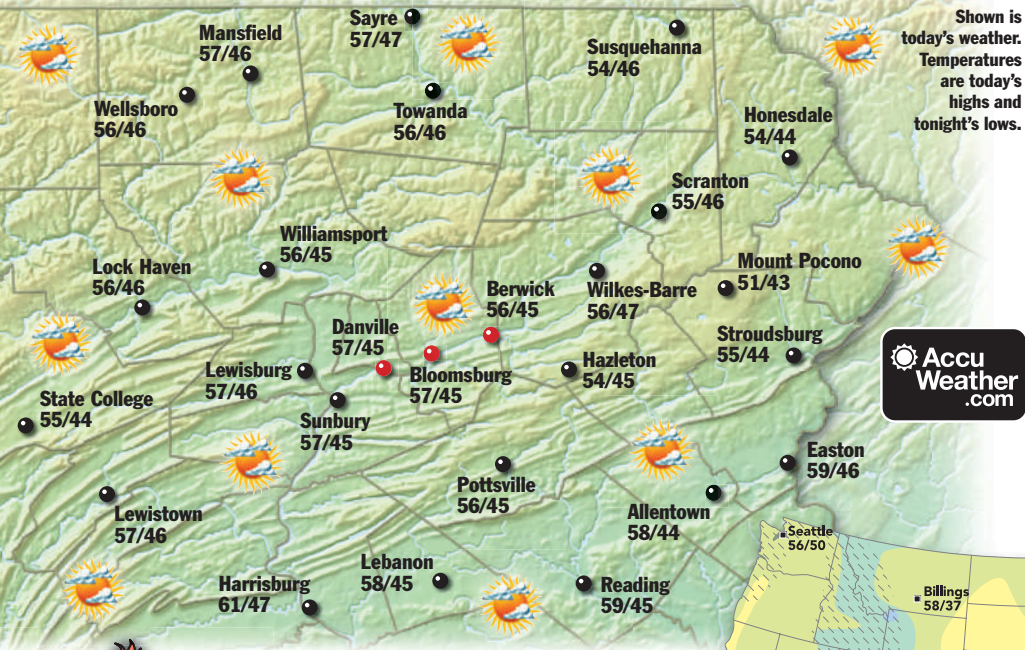 Sayre
57/47
Mansfield
57/46
Susquehanna
54/46
Shown is
today's weather.
Temperatures
are today's
highs and
tonight's lows.
Wellsboro
56/46
Towanda
56/46
Honesdale
54/44
Scranton
55/46
Williamsport
56/45
Lock Haven
56/46
Mount Pocono
51/43
Berwick
56/45
Wilkes-Barre
56/47
Danville
57/45
Stroudsburg
55/44
Lewisburg
57/46
Bloomsburg
57/45
Hazleton
54/45
Accu
Weather
.com
State College
55/44
Sunbury
57/45
Easton
59/46
Pottsville
56/45
Lewistown
57/46
Allentown
58/44
Seattle
56/50
Lebanon
58/45
Harrisburg
61/47
Reading
59/45
Billings
58/37